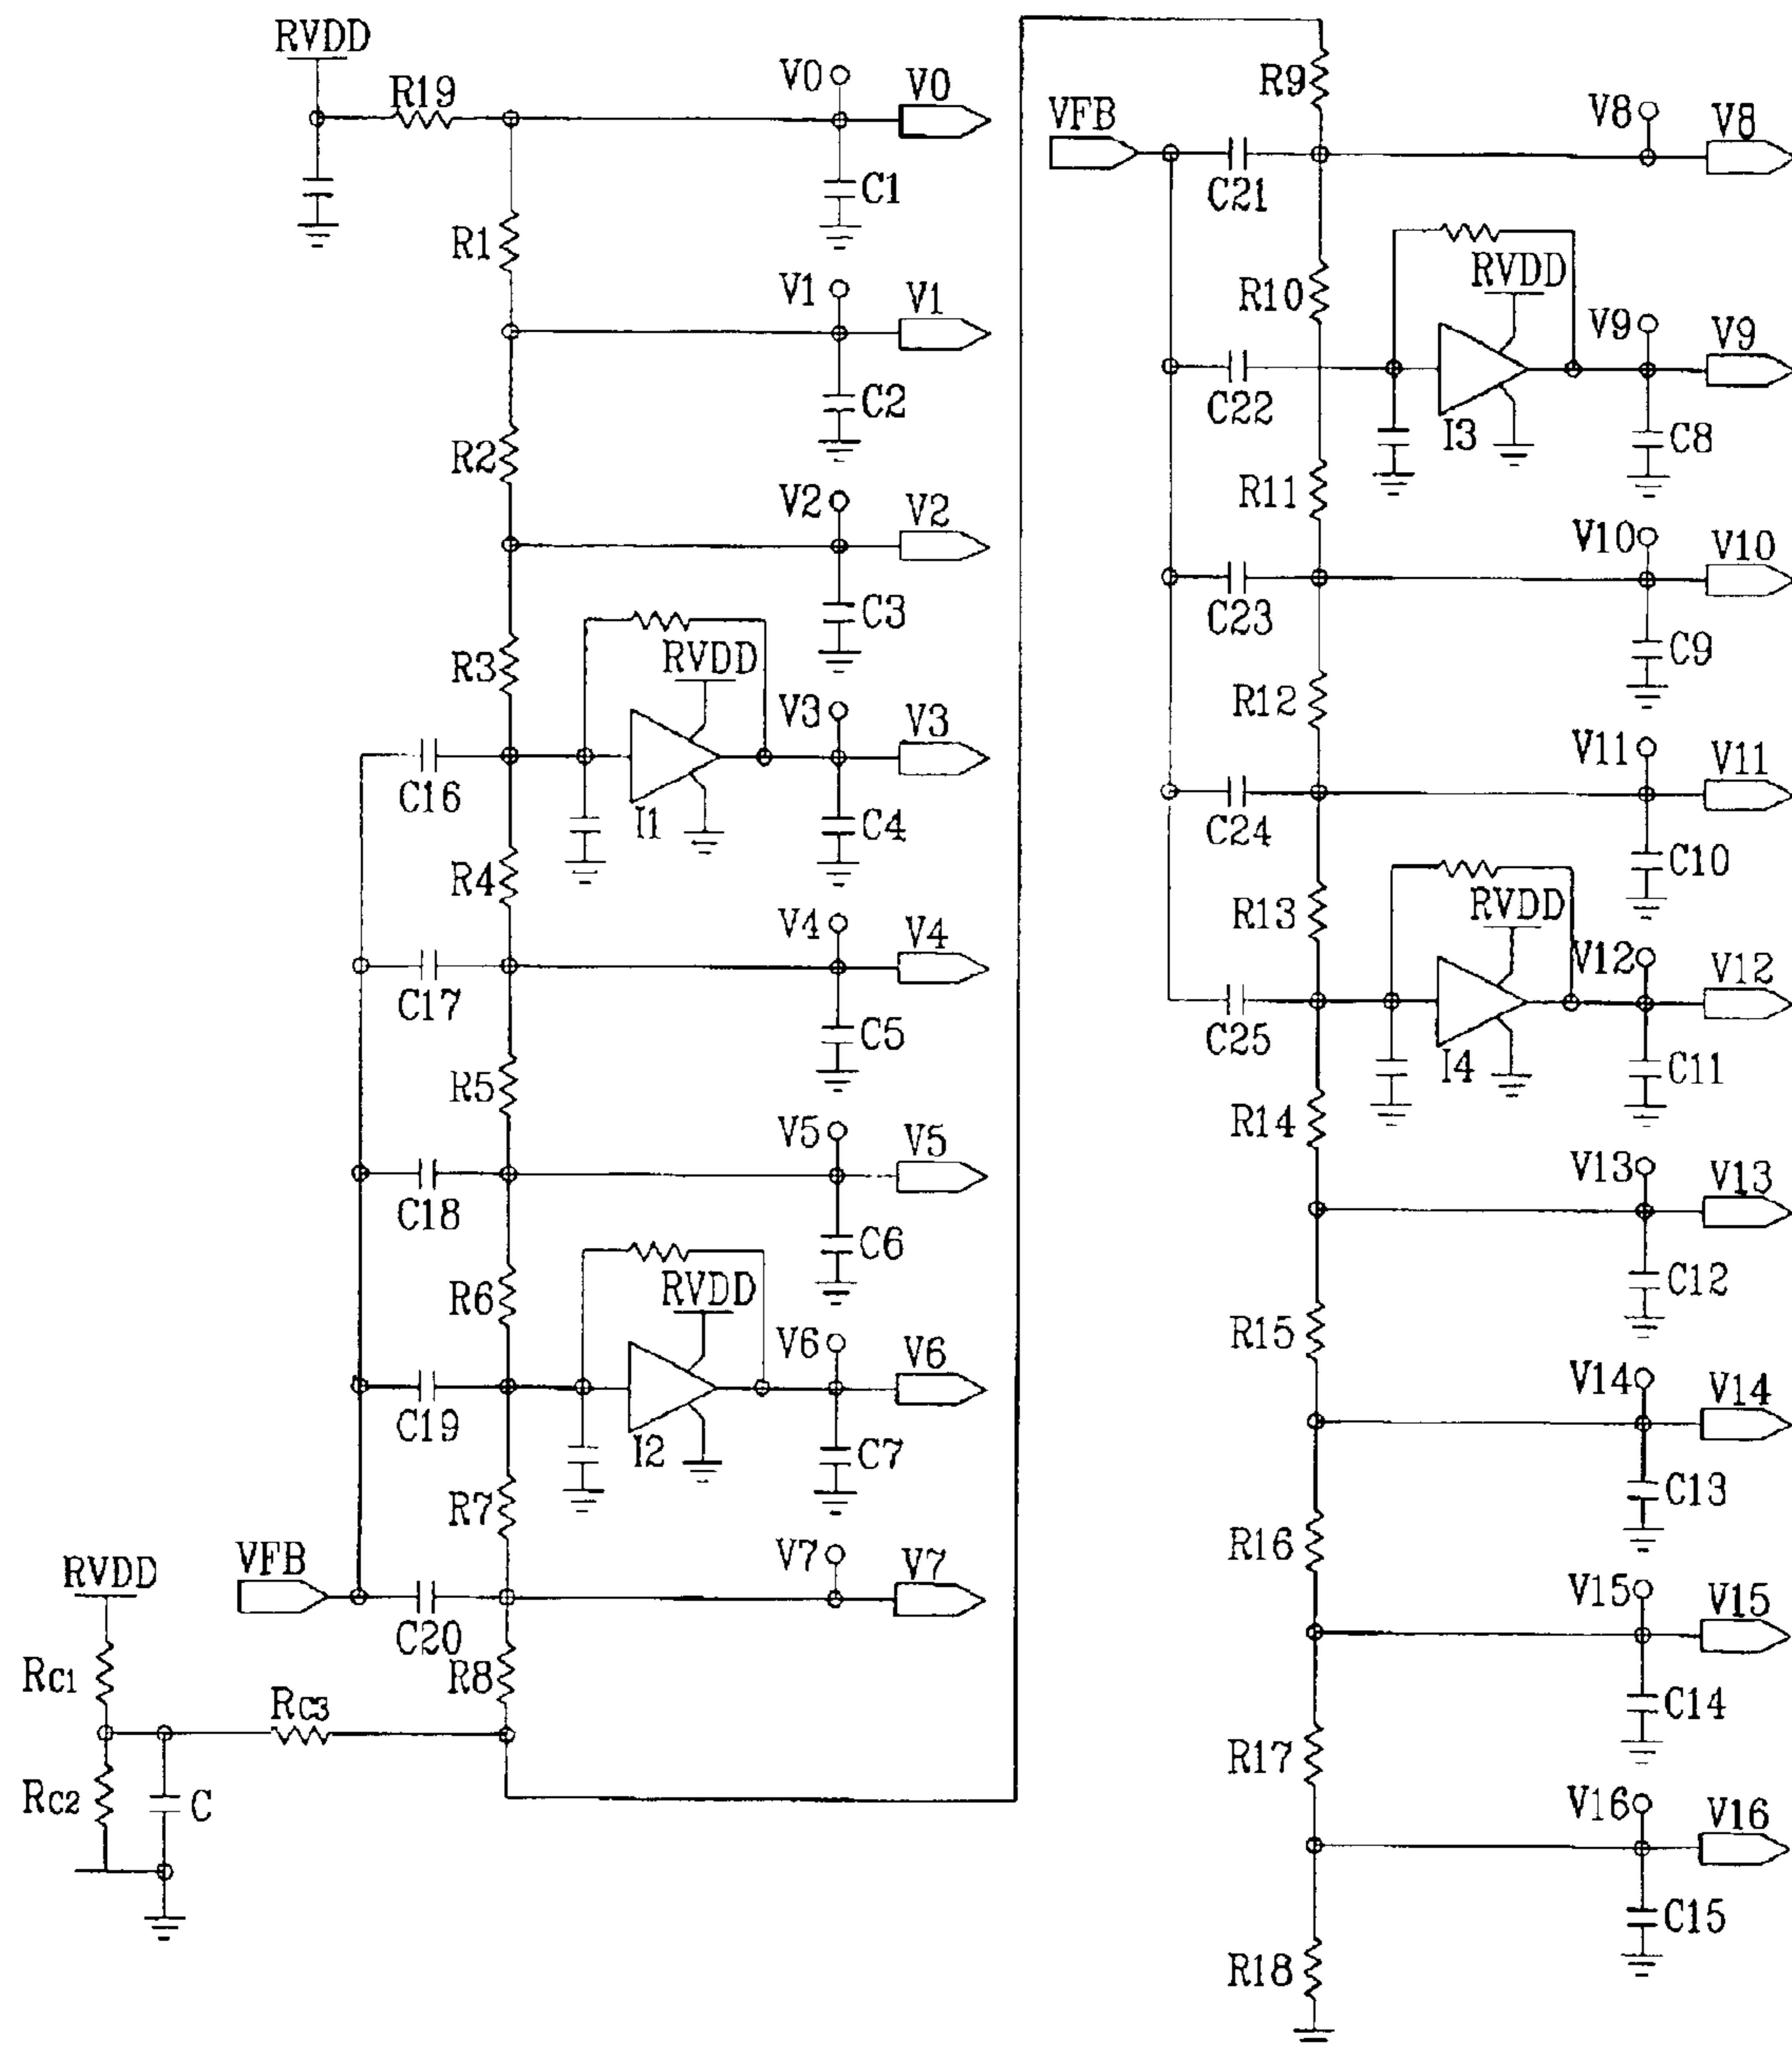 RVDD
R19
V0
V0
C1
R1
V1
V1
C2
R2
V2
V2
C3
R3
RVDD
V3
V3
C16
I1
C4
R4
V4
V4
C17
C5
R5
V5
V5
C18
C6
R6
RVDD
V6
V6
C19
I2
C7
R7
VFB
V7
V7
C20
R8
RVDD
RC1
RC3
RC2
C
R9
VFB
V8
V8
C21
R10
RVDD
V9
V9
C22
I3
C8
R11
V10
V10
C23
C9
R12
V11
V11
C24
C10
R13
RVDD
V12
V12
C25
I4
C11
R14
V13
V13
C12
R15
V14
V14
C13
R16
V15
V15
C14
R17
V16
V16
C15
R18